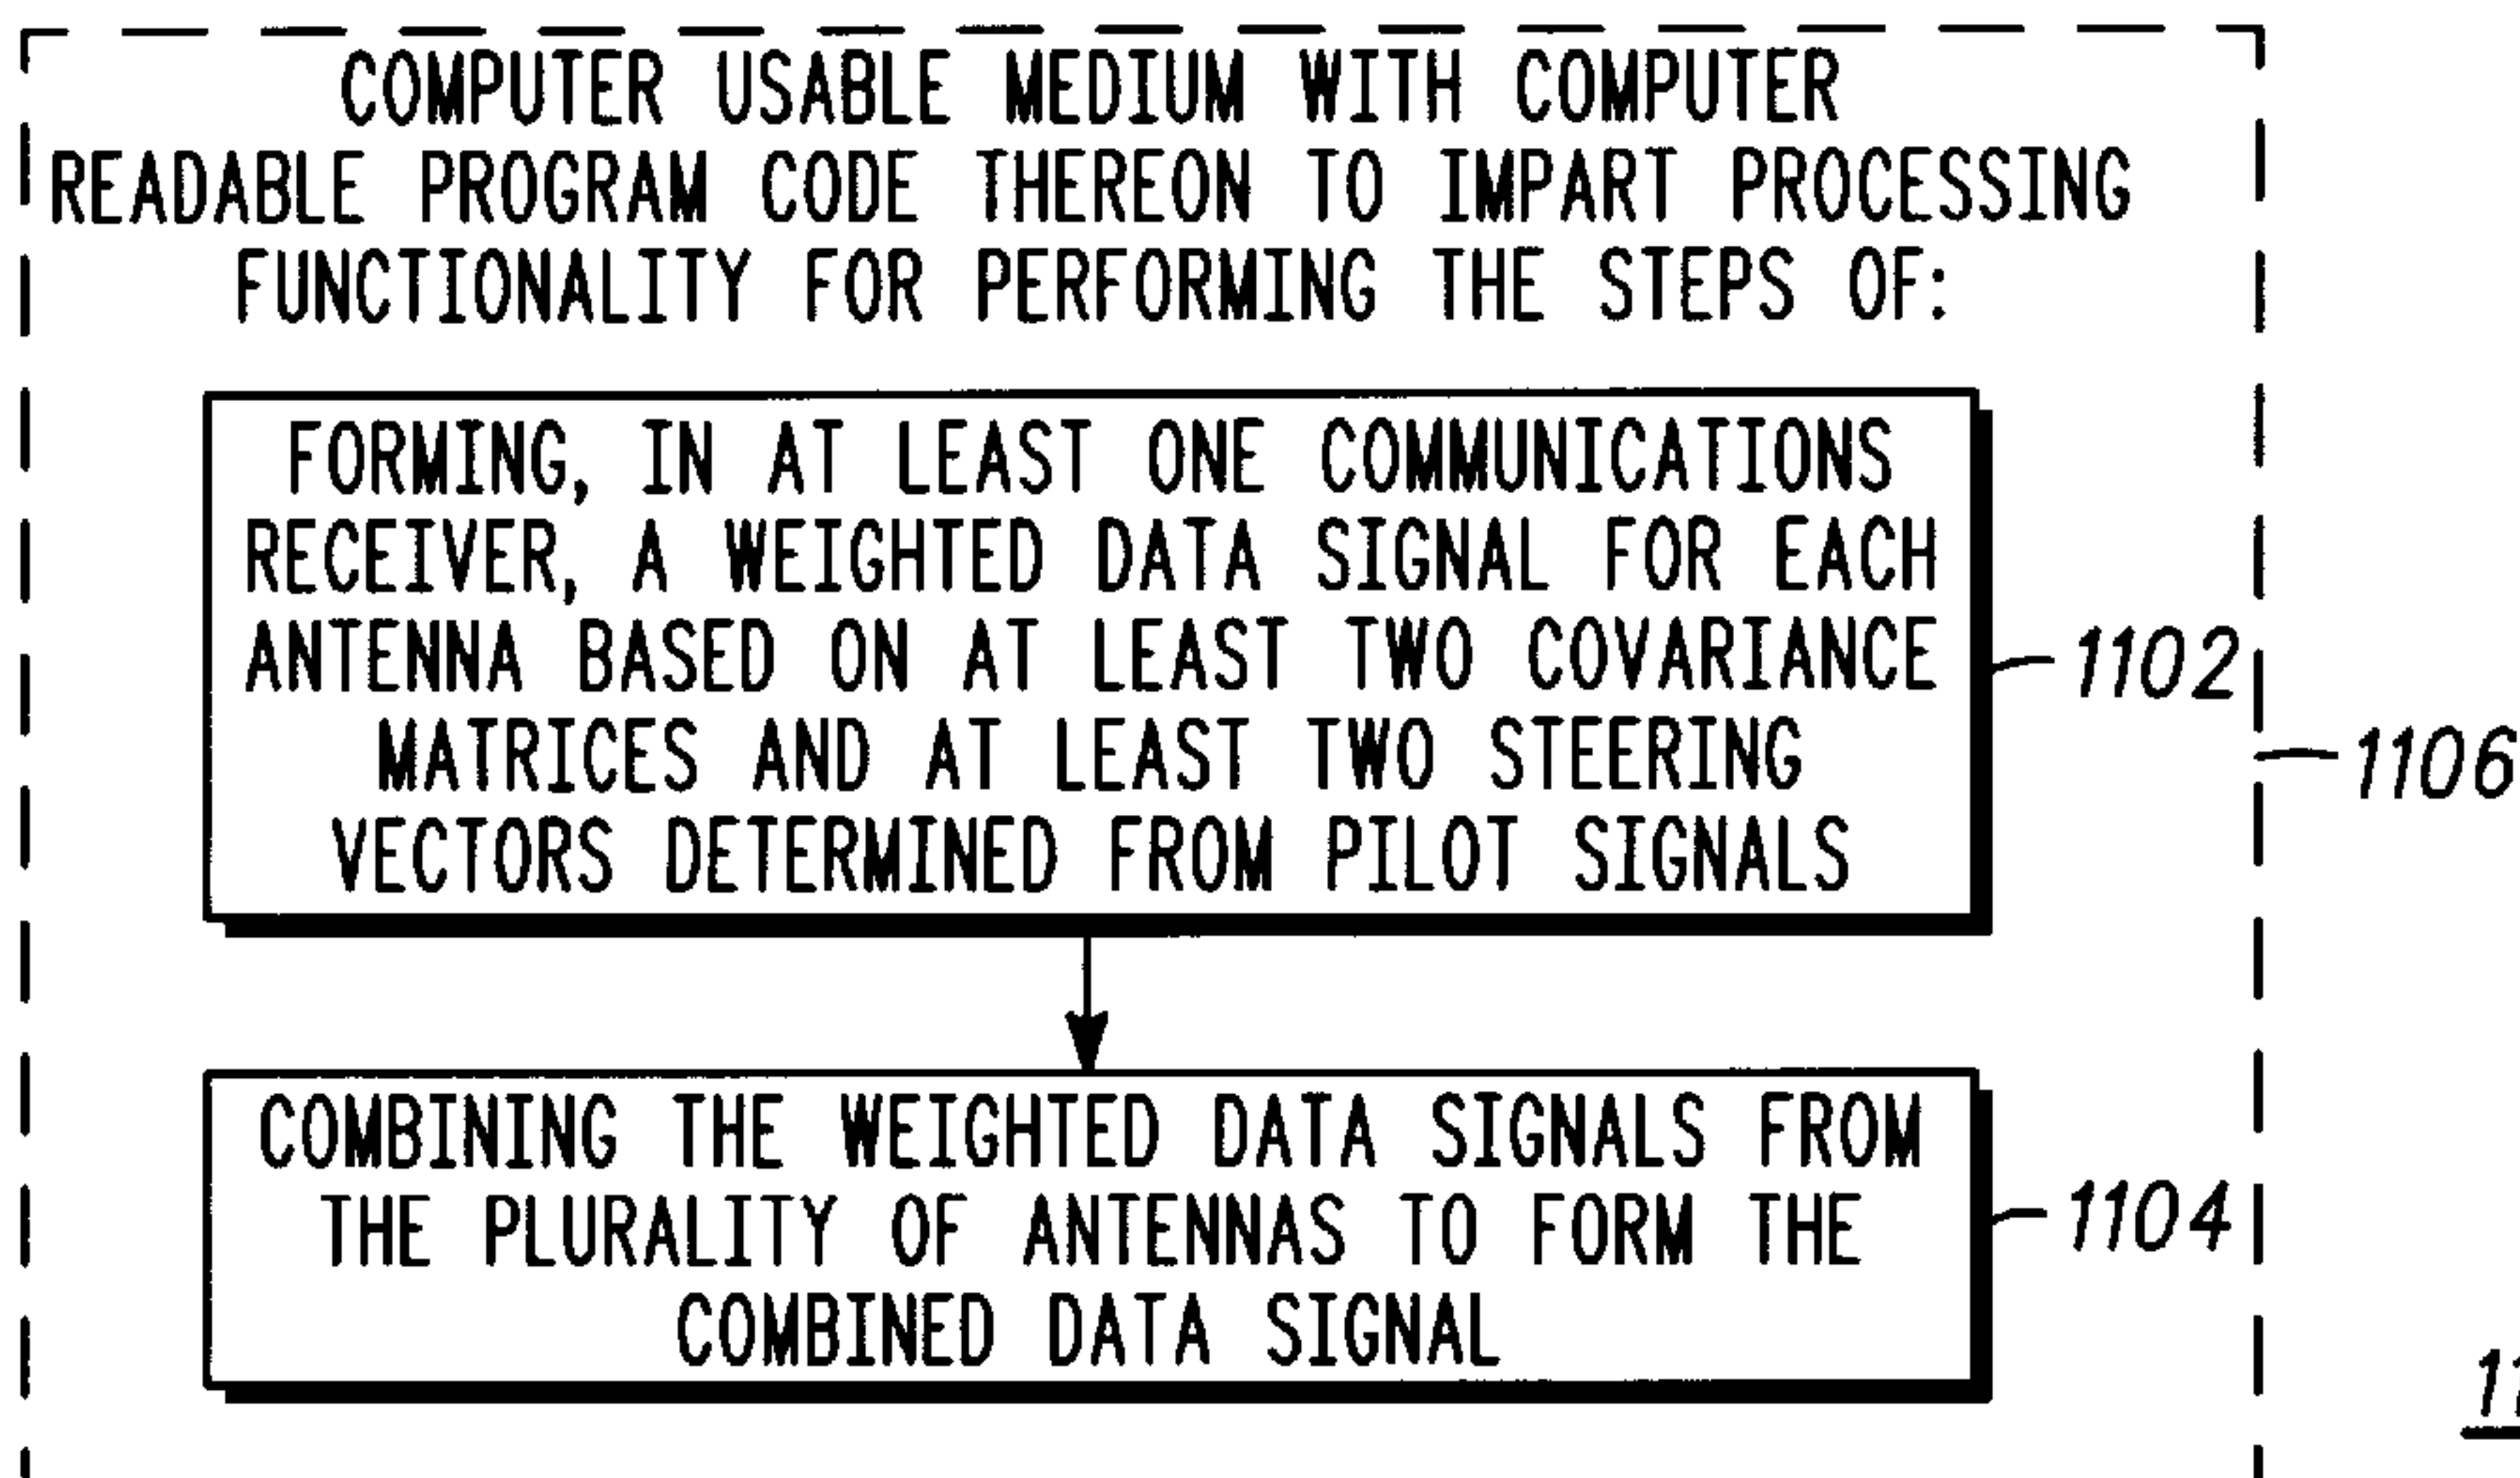 COMPUTER USABLE MEDIUM WITH COMPUTER
READABLE PROGRAM CODE THEREON TO IMPART PROCESSING
FUNCTIONALITY FOR PERFORMING THE STEPS OF:
FORMING, IN AT LEAST ONE COMMUNICATIONS
RECEIVER, A WEIGHTED DATA SIGNAL FOR EACH
ANTENNA BASED ON AT LEAST TWO COVARIANCE
MATRICES AND AT LEAST TWO STEERING
VECTORS DETERMINED FROM PILOT SIGNALS
1102
1106
COMBINING THE WEIGHTED DATA SIGNALS FROM
THE PLURALITY OF ANTENNAS TO FORM THE
COMBINED DATA SIGNAL
1104